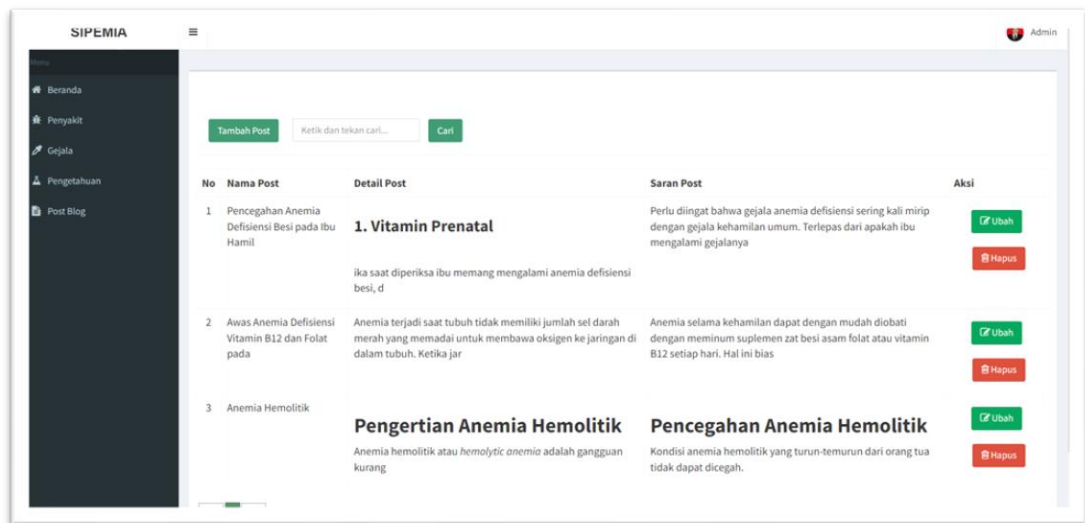 SIPEMIA
Admin
Menu
Beranda
Penyakit
Gejala
Pengetahuan
Post Blog
Tambah Post
Ketik dan tekan cari...
Cari
No Nama Post Detail Post Saran Post Aksi
1
Pencegahan Anemia
Defisiensi Besi pada Ibu
Hamil
1. Vitamin Prenatal
ika saat diperiksa ibu memang mengalami anemia defisiensi
besi, d
Perlu diingat bahwa gejala anemia defisiensi sering kali mirip
dengan gejala kehamilan umum. Terlepas dari apakah ibu
mengalami gejalanya
Ubah
Hapus
2
Awas Anemia Defisiensi
Vitamin B12 dan Folat
pada
Anemia terjadi saat tubuh tidak memiliki jumlah sel darah
merah yang memadai untuk membawa oksigen ke jaringan di
dalam tubuh. Ketika jar
Anemia selama kehamilan dapat dengan mudah diobati
dengan meminum suplemen zat besi asam folat atau vitamin
B12 setiap hari. Hal ini bias
Ubah
Hapus
3
Anemia Hemolitik
Pengertian Anemia Hemolitik
Anemia hemolitik atau hemolytic anemia adalah gangguan
kurang
Pencegahan Anemia Hemolitik
Kondisi anemia hemolitik yang turun-temurun dari orang tua
tidak dapat dicegah.
Ubah
Hapus